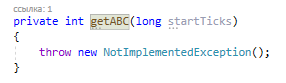 ссылка: 1
private int getABC(long startTicks)
{
throw new NotImplementedException();
}